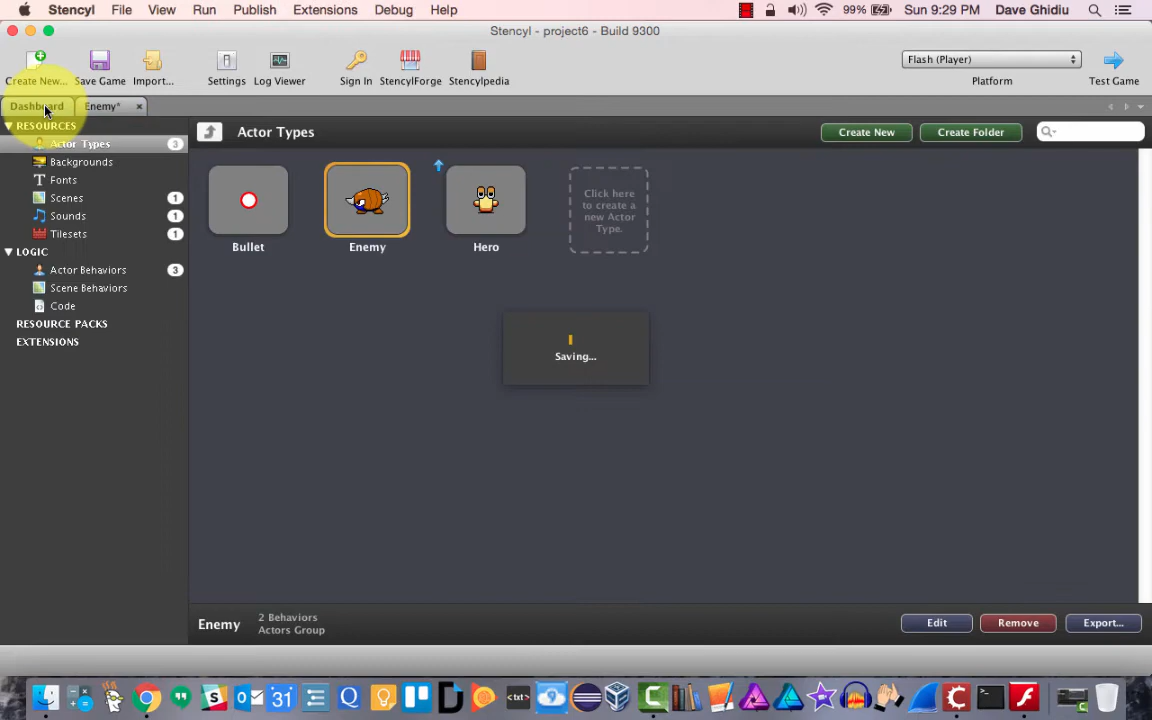 Stencyl File View Run Publish Extensions Debug Help 99% Sun 9:29 PM Dave Ghidiu
Stencyl - project6 - Build 9300
Create New... Save Game Import... Settings Log Viewer Sign In StencylForge Stencylpedia Flash (Player) Platform Test Game
Dashboard Enemy*
RESOURCES
Actor Types 3
Backgrounds
Fonts
Scenes 1
Sounds 1
Tilesets 1
LOGIC
Actor Behaviors 3
Scene Behaviors
Code
RESOURCE PACKS
EXTENSIONS
Actor Types Create New Create Folder
Bullet Enemy Hero
Click here
to create a
new Actor
Type.
Saving...
Enemy
2 Behaviors
Actors Group
Edit Remove Export...
31
<txt>